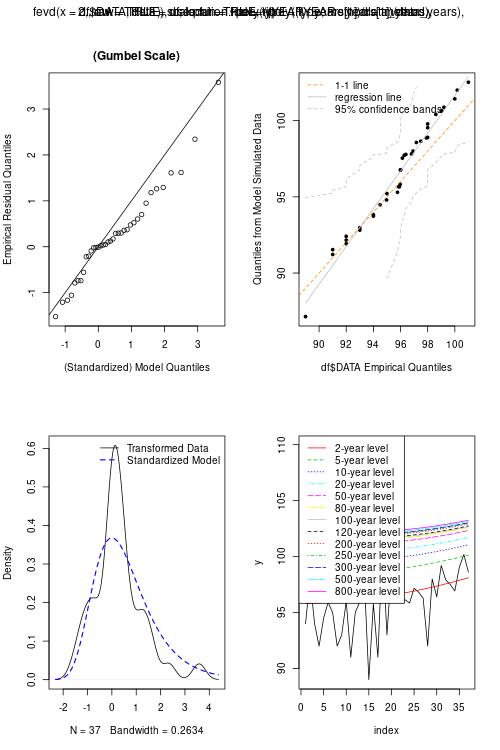 fevd(x =
(Gumbel Scale)
Empirical Residual Quantiles
-1 0 1 2 3
-1 0 1 2 3
(Standardized) Model Quantiles
1-1 line
regression line
95% confidence bands
Quantiles from Model Simulated Data
90 95 100
90 92 94 96 98 100
df$DATA Empirical Quantiles
Transformed Data
Standardized Model
Density
0.0 0.1 0.2 0.3 0.4 0.5 0.6
-2 -1 0 1 2 3 4
N = 37 Bandwidth = 0.2634
2-year level
5-year level
10-year level
20-year level
50-year level
80-year level
100-year level
120-year level
200-year level
250-year level
300-year level
500-year level
800-year level
y
90 95 100 105 110
0 5 10 15 20 25 30 35
index